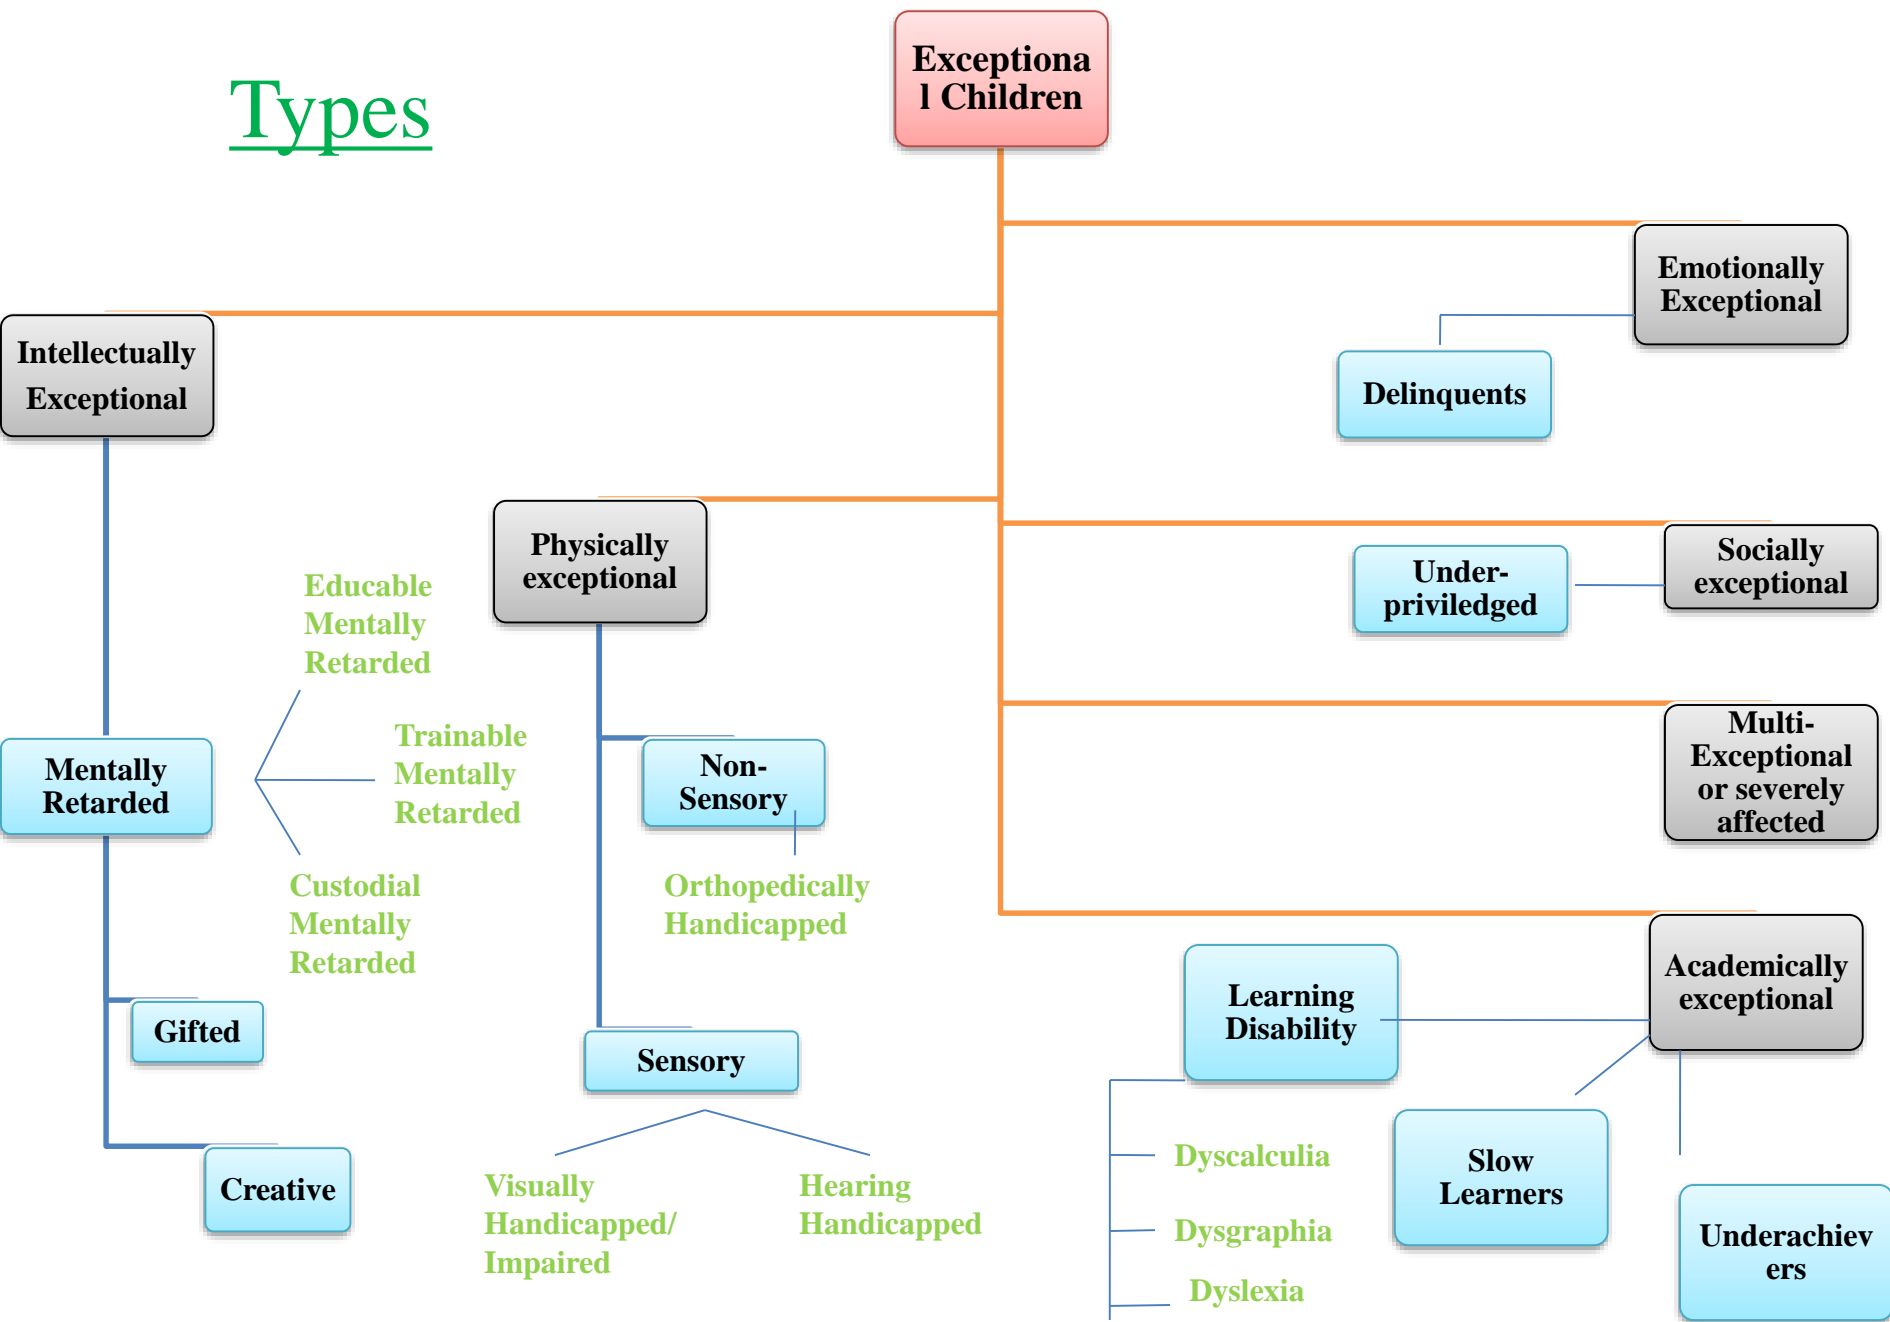 Types
Exceptiona
l Children
Emotionally
Exceptional
Delinquents
Intellectually
Exceptional
Physically
exceptional
Socially
exceptional
Under-
priviledged
Educable
Mentally
Retarded
Trainable
Mentally
Retarded
Mentally
Retarded
Custodial
Mentally
Retarded
Non-
Sensory
Orthopedically
Handicapped
Multi-
Exceptional
or severely
affected
Gifted
Creative
Sensory
Visually
Handicapped/
Impaired
Hearing
Handicapped
Academically
exceptional
Learning
Disability
Dyscalculia
Dysgraphia
Dyslexia
Slow
Learners
Underachiev
ers